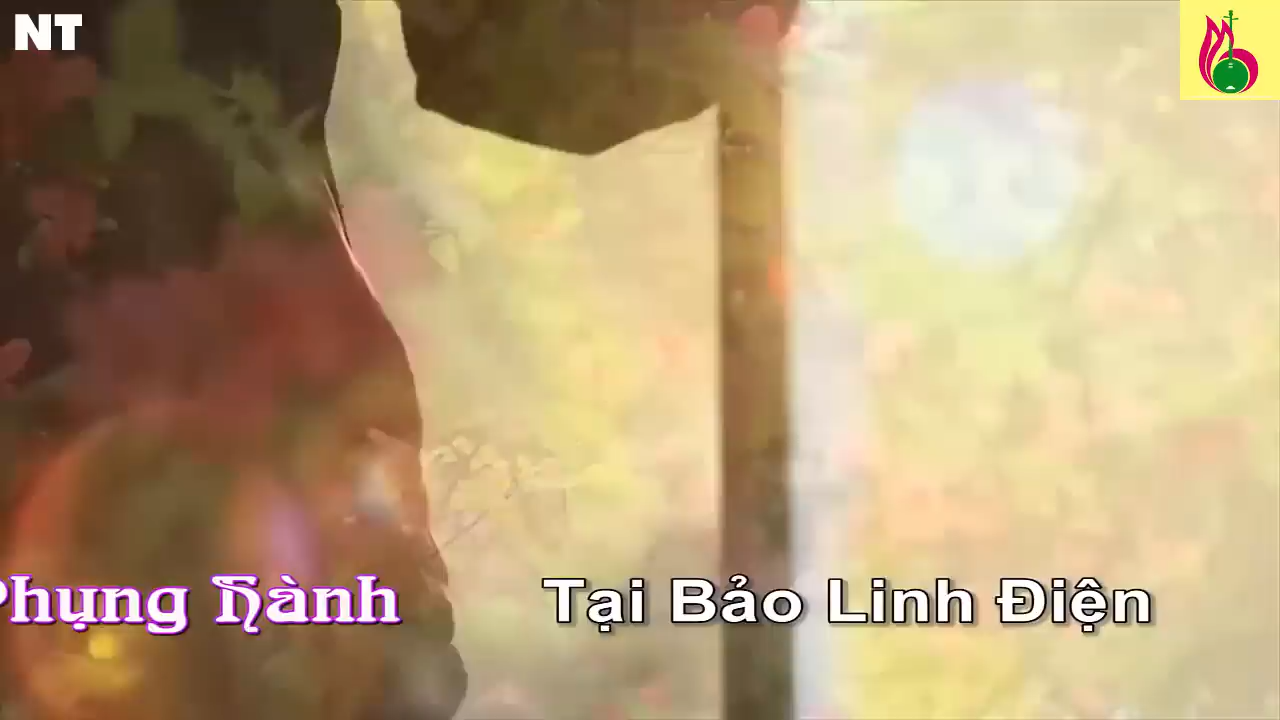 NT
Phụng Hành
Tại Bảo Linh Điện